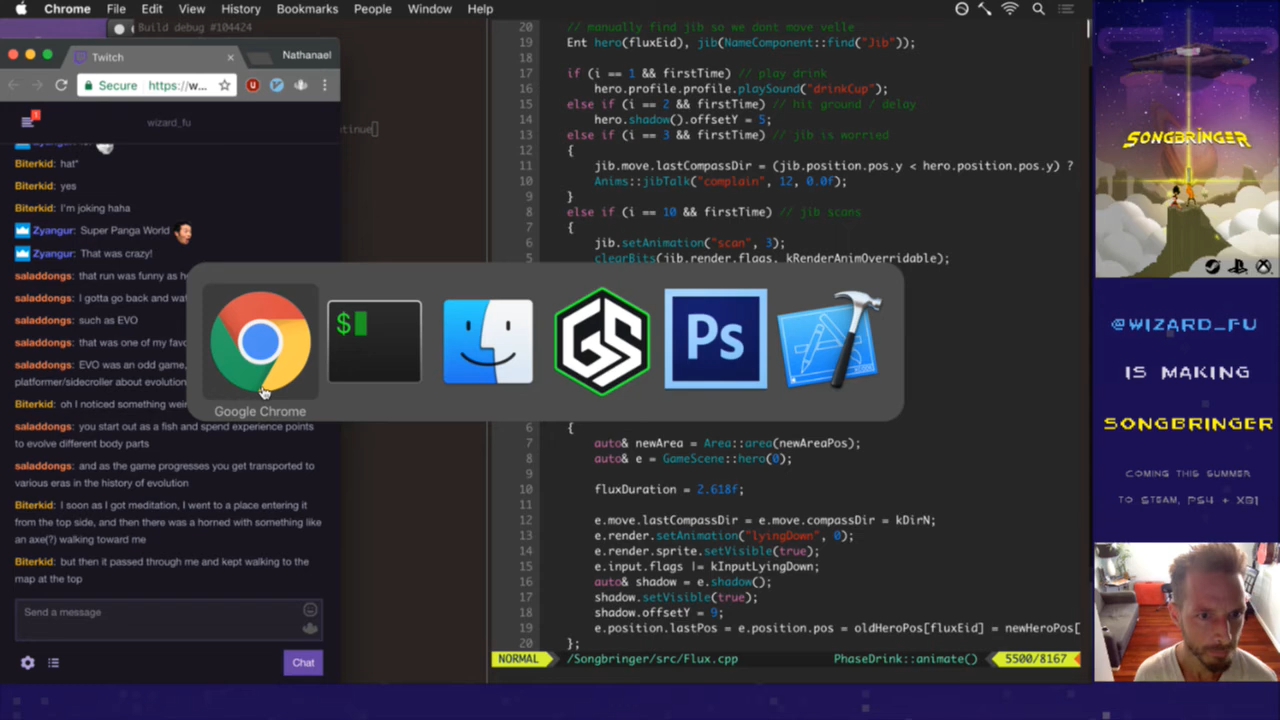 Chrome File Edit View History Bookmarks People Window Help
Build debug #104424
Twitch
Nathanael
Secure https://w...
1
wizard_fu
Biterkid: hat*
Biterkid: yes
Biterkid: I'm joking haha
Zyangur: Super Panga World
Zyangur: That was crazy!
saladdongs: that run was funny as
saladdongs: I gotta go back and
saladdongs: such as EVO
saladdongs: that was one of my
saladdongs: EVO was an odd game,
platformer/sidecroller about evolution
Biterkid: oh I noticed something
saladdongs: you start out as a fish and spend experience points
to evolve different body parts
saladdongs: and as the game progresses you get transported to
various eras in the history of evolution
Biterkid: I soon as I got meditation, I went to a place entering it
from the top side, and then there was a horned with something like
an axe(?) walking toward me
Biterkid: but then it passed through me and kept walking to the
map at the top
Send a message
Chat
$
GS
Ps
Google Chrome
20 // manually find jib so we dont move velle
19 Ent hero(fluxEid), jib(NameComponent::find("Jib"));
18
17 if (i == 1 && firstTime) // play drink
16 hero.profile.profile.playSound("drinkCup");
15 else if (i == 2 && firstTime) // hit ground / delay
14 hero.shadow().offsetY = 5;
13 else if (i == 3 && firstTime) // jib is worried
12 {
11 jib.move.lastCompassDir = (jib.position.pos.y < hero.position.pos.y) ?
10 Anims::jibTalk("complain", 12, 0.0f);
9 }
8 else if (i == 10 && firstTime) // jib scans
7 {
6 jib.setAnimation("scan", 3);
5 clearBits(jib.render.flags, kRenderAnimOverridable);
6 {
7 auto& newArea = Area::area(newAreaPos);
8 auto& e = GameScene::hero(0);
9
10 fluxDuration = 2.618f;
11
12 e.move.lastCompassDir = e.move.compassDir = kDirN;
13 e.render.setAnimation("lyingDown", 0);
14 e.render.sprite.setVisible(true);
15 e.input.flags |= kInputLyingDown;
16 auto& shadow = e.shadow();
17 shadow.setVisible(true);
18 shadow.offsetY = 9;
19 e.position.lastPos = e.position.pos = oldHeroPos[fluxEid] = newHeroPos[
20 };
NORMAL /Songbringer/src/Flux.cpp PhaseDrink::animate() 5500/8167
SONGBRINGER
@WIZARD_FU
IS MAKING
SONGBRINGER
COMING THIS SUMMER
TO STEAM, PS4 + XB1